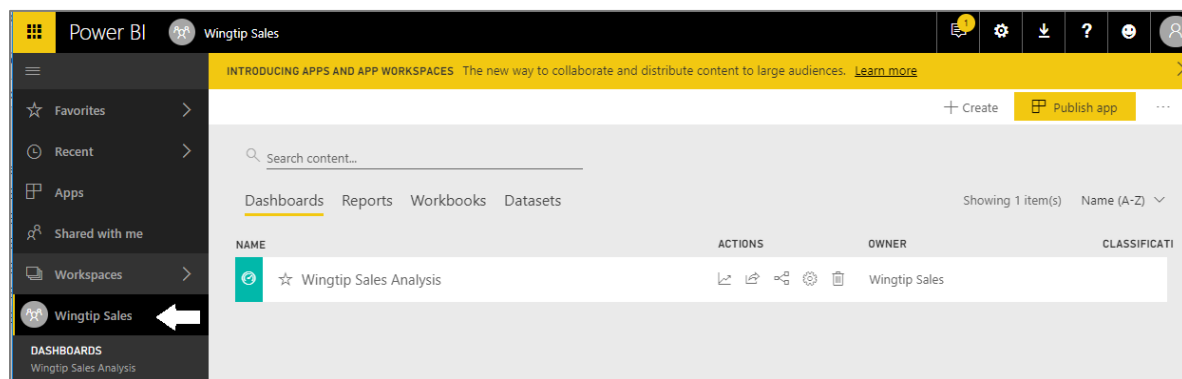 Power BI Wingtip Sales 1 ?
INTRODUCING APPS AND APP WORKSPACES The new way to collaborate and distribute content to large audiences. Learn more
Favorites
+ Create Publish app ...
Recent
Search content...
Apps
Dashboards Reports Workbooks Datasets Showing 1 item(s) Name (A-Z)
Shared with me
NAME ACTIONS OWNER CLASSIFICATI
Workspaces
Wingtip Sales Analysis Wingtip Sales
Wingtip Sales
DASHBOARDS
Wingtip Sales Analysis